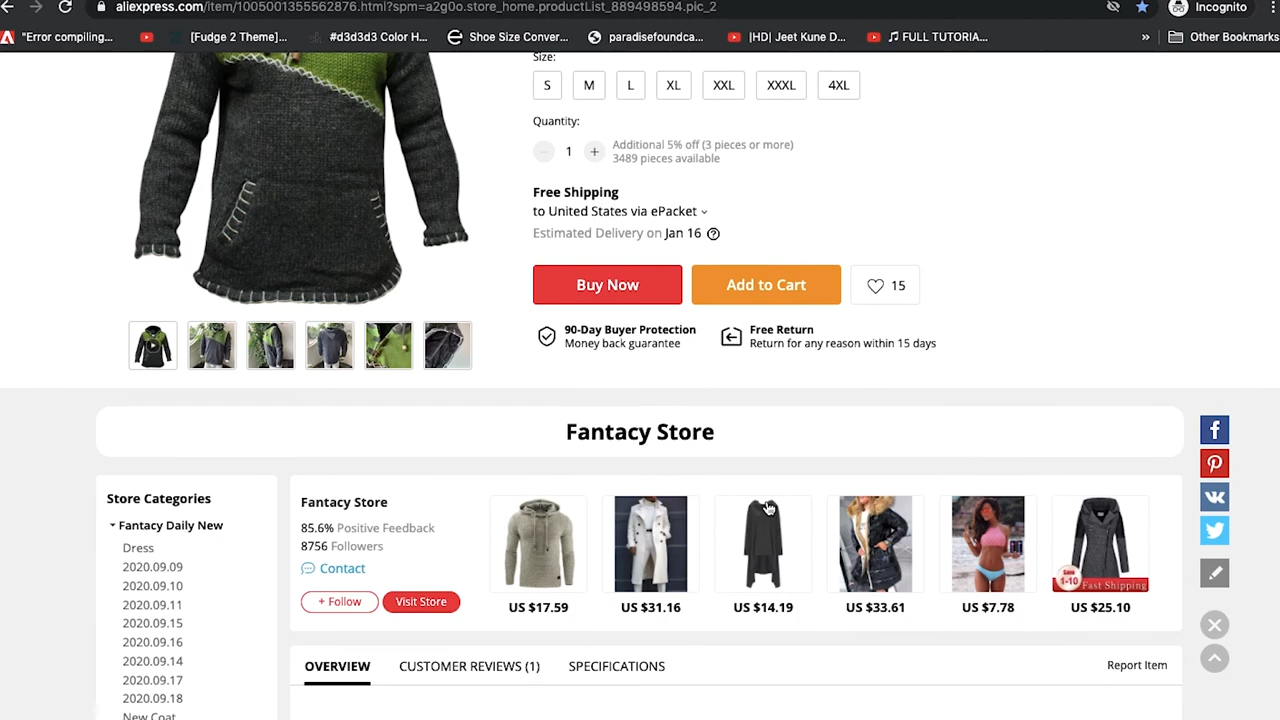 aliexpress.com/item/1005001355562876.html?spm=a2g0o.store_home.productList_889498594.pic_2
Incognito
"Error compiling...
[Fudge 2 Theme]...
#d3d3d3 Color H...
Shoe Size Conver...
paradisefoundca...
|HD| Jeet Kune D...
🎵 FULL TUTORIA...
»
Other Bookmarks
Size:
S M L XL XXL XXXL 4XL
Quantity:
1
Additional 5% off (3 pieces or more)
3489 pieces available
Free Shipping
to United States via ePacket
Estimated Delivery on Jan 16
Buy Now
Add to Cart
15
90-Day Buyer Protection
Money back guarantee
Free Return
Return for any reason within 15 days
Fantacy Store
Store Categories
Fantacy Daily New
Dress
2020.09.09
2020.09.10
2020.09.11
2020.09.15
2020.09.16
2020.09.14
2020.09.17
2020.09.18
New Coat
Fantacy Store
85.6% Positive Feedback
8756 Followers
Contact
+ Follow
Visit Store
Save
1-10
Fast Shipping
US $17.59
US $31.16
US $14.19
US $33.61
US $7.78
US $25.10
OVERVIEW
CUSTOMER REVIEWS (1)
SPECIFICATIONS
Report Item